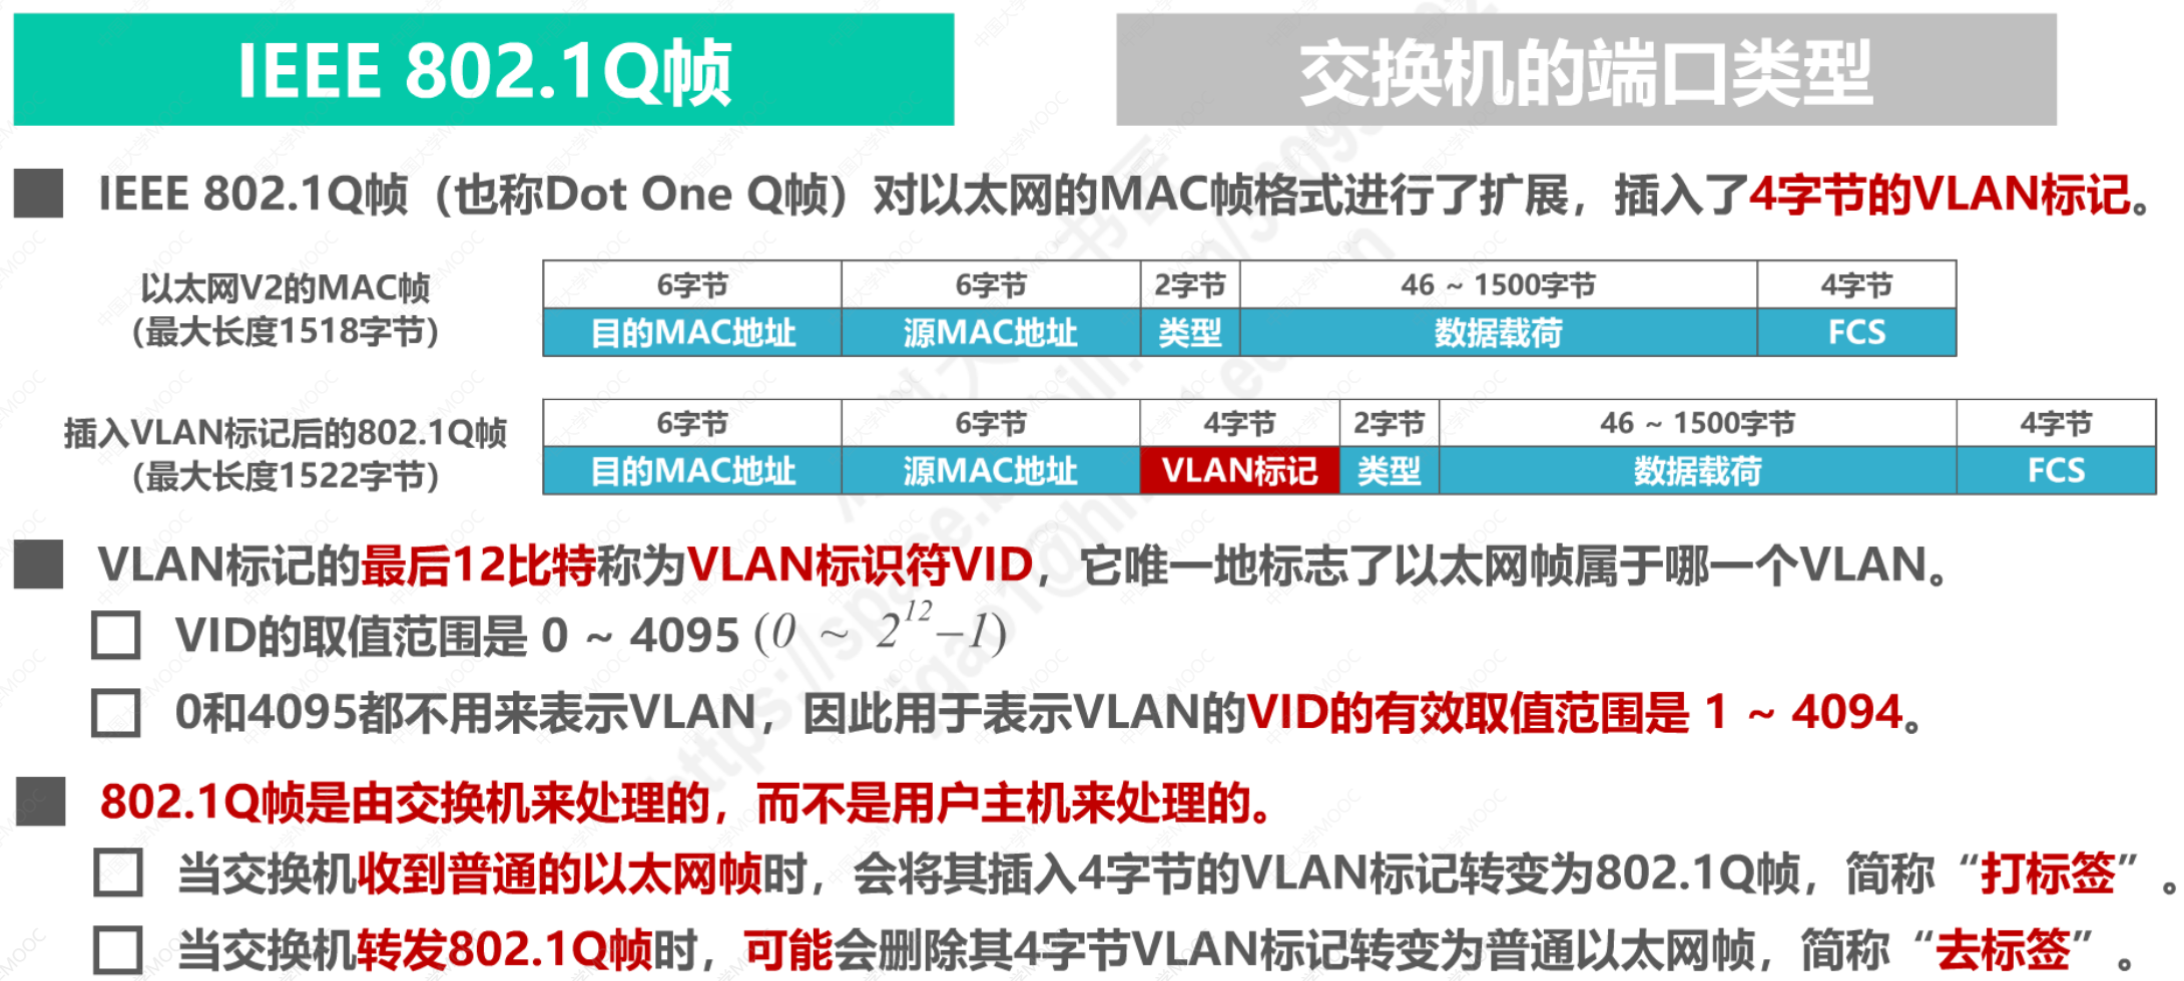 IEEE 802.1Q帧
交换机的端口类型
IEEE 802.1Q帧（也称Dot One Q帧）对以太网的MAC帧格式进行了扩展，插入了4字节的VLAN标记。
以太网V2的MAC帧
（最大长度1518字节）
6字节 6字节 2字节 46 ~ 1500字节 4字节
目的MAC地址 源MAC地址 类型 数据载荷 FCS
插入VLAN标记后的802.1Q帧
（最大长度1522字节）
6字节 6字节 4字节 2字节 46 ~ 1500字节 4字节
目的MAC地址 源MAC地址 VLAN标记 类型 数据载荷 FCS
VLAN标记的最后12比特称为VLAN标识符VID，它唯一地标志了以太网帧属于哪一个VLAN。
VID的取值范围是 0 ~ 4095 (0 ~ 2¹²−1)
0和4095都不用来表示VLAN，因此用于表示VLAN的VID的有效取值范围是 1 ~ 4094。
802.1Q帧是由交换机来处理的，而不是用户主机来处理的。
当交换机收到普通的以太网帧时，会将其插入4字节的VLAN标记转变为802.1Q帧，简称“打标签”。
当交换机转发802.1Q帧时，可能会删除其4字节VLAN标记转变为普通以太网帧，简称“去标签”。
中国大学MOOC